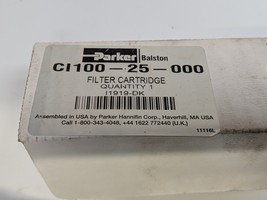 Parker Balston
CI100-25-000
FILTER CARTRIDGE
QUANTITY 1
I1919-DK
Assembled in USA by Parker Hannifin Corp., Haverhill, MA USA
Call 1-800-343-4048, +44 1622 772440 (U.K.)
11116L